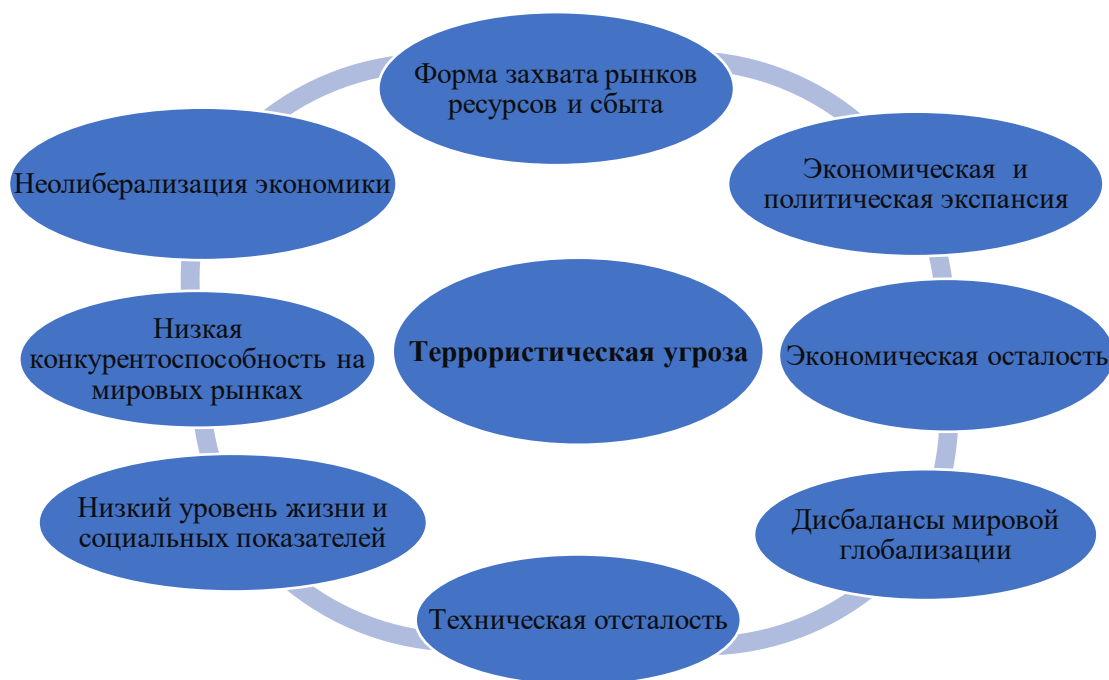 Форма захвата рынков
ресурсов и сбыта
Экономическая и
политическая экспансия
Экономическая осталость
Дисбалансы мировой
глобализации
Техническая отсталость
Низкий уровень жизни и
социальных показателей
Низкая
конкурентоспособность на
мировых рынках
Неолиберализация экономики
Террористическая угроза